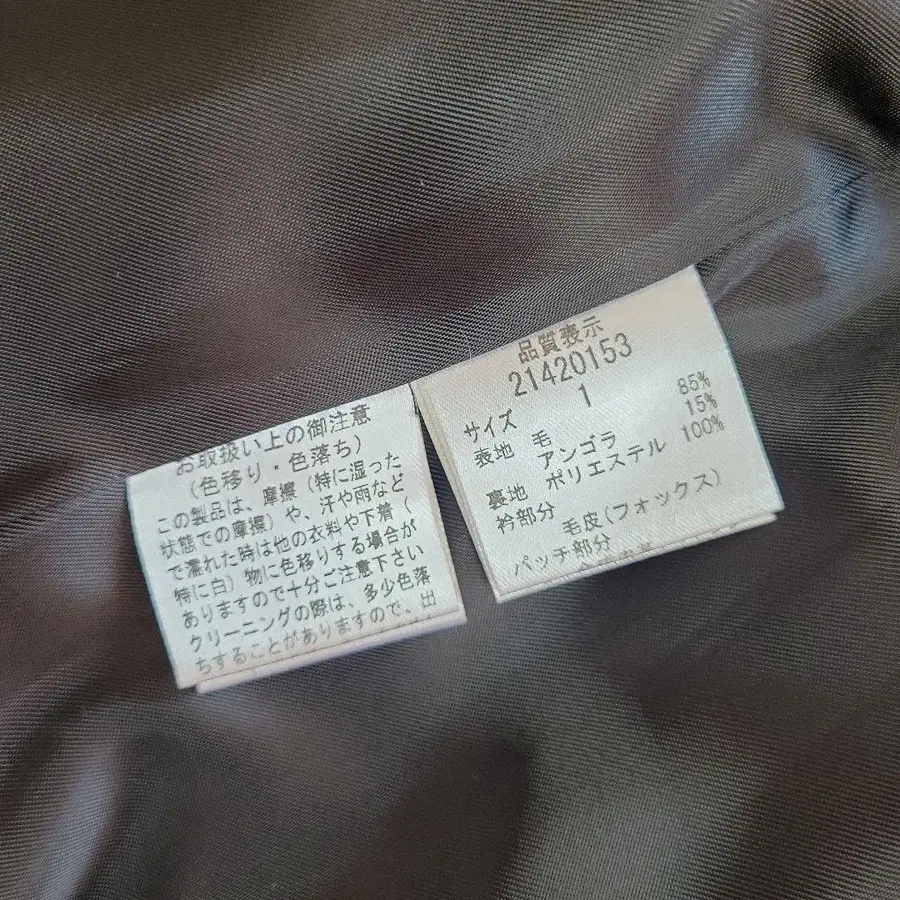 お取扱い上の御注意
(色移り・色落ち)
この製品は、摩擦(特に湿った
状態での摩擦)や、汗や雨など
で濡れた時は他の衣料や下着(
特に白)物に色移りする場合が
ありますので十分ご注意下さい
クリーニングの際は、多少色落
ちすることがありますので、出
品質表示
21420153
サイズ 1
表地 毛 85%
アンゴラ 15%
裏地 ポリエステル 100%
衿部分
毛皮(フォックス)
パッチ部分